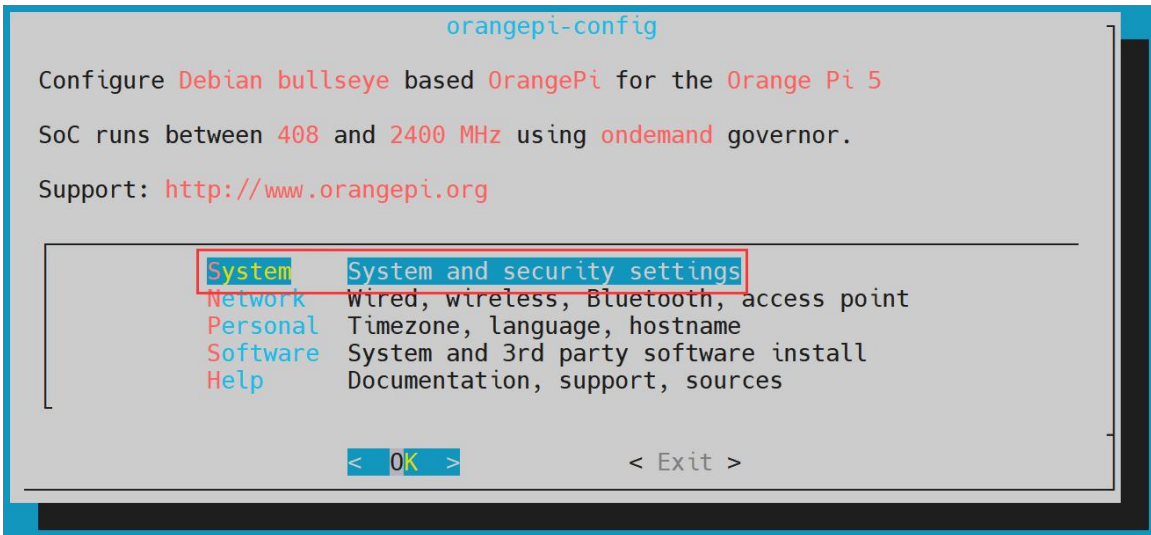 orangepi-config
Configure Debian bullseye based OrangePi for the Orange Pi 5
SoC runs between 408 and 2400 MHz using ondemand governor.
Support: http://www.orangepi.org
System System and security settings
Network Wired, wireless, Bluetooth, access point
Personal Timezone, language, hostname
Software System and 3rd party software install
Help Documentation, support, sources
< OK > < Exit >